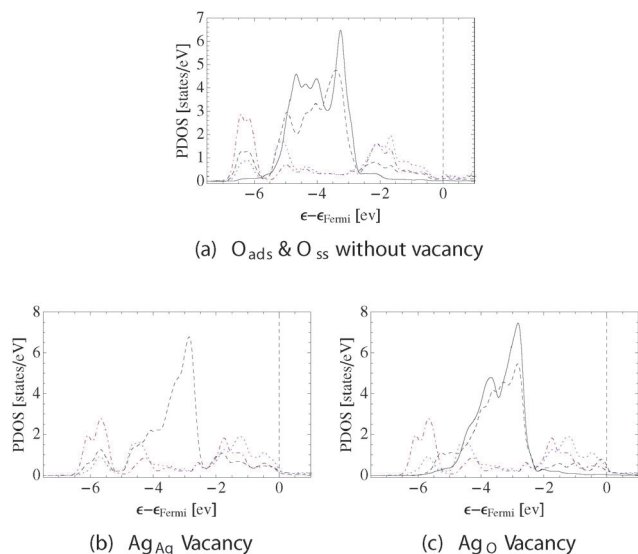 PDOS [states/eV]
7
6
5
4
3
2
1
0
−6 −4 −2 0
ϵ−ϵFermi [ev]
(a) Oads & Oss without vacancy
PDOS [states/eV]
8
6
4
2
0
−6 −4 −2 0
ϵ−ϵFermi [ev]
(b) AgAg Vacancy
PDOS [states/eV]
8
6
4
2
0
−6 −4 −2 0
ϵ−ϵFermi [ev]
(c) AgO Vacancy